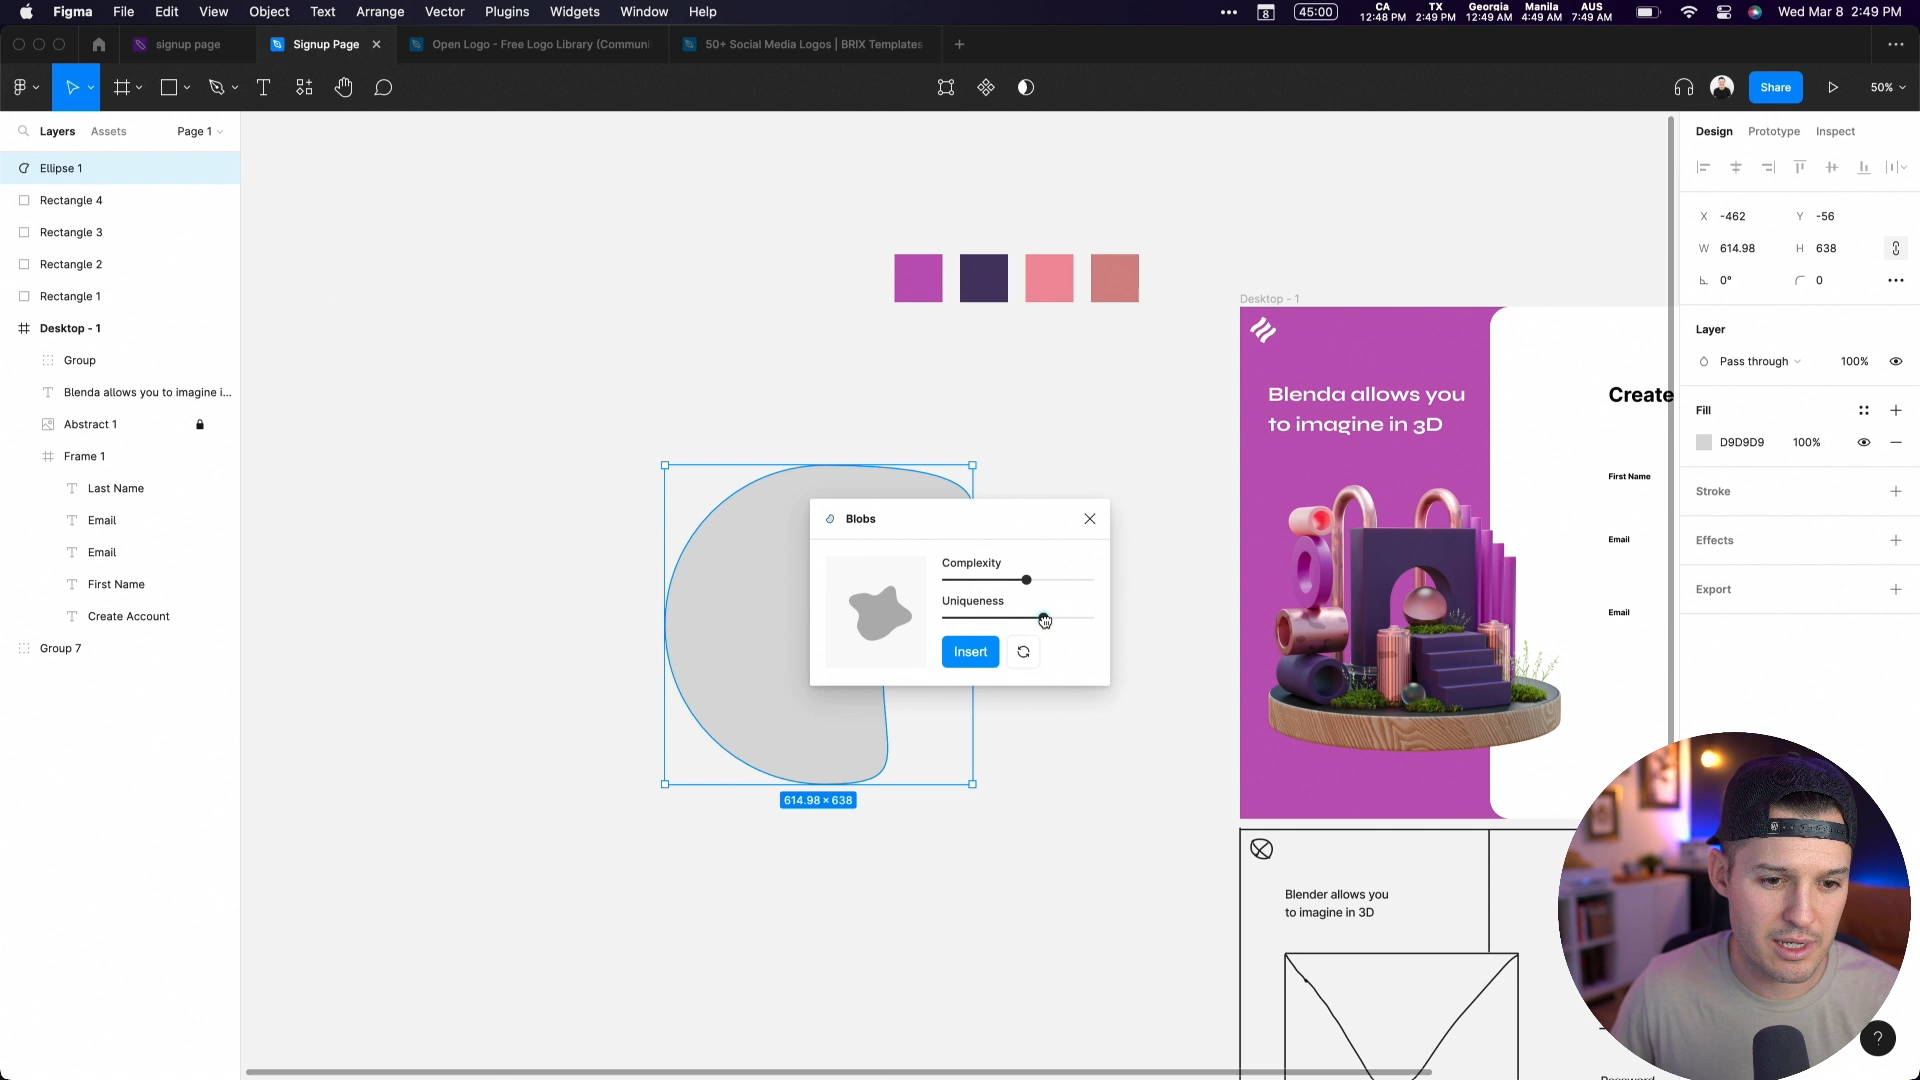 Figma File Edit View Object Text Arrange Vector Plugins Widgets Window Help
45:00
CA 12:48 PM
TX 2:49 PM
Georgia 12:49 AM
Manila 4:49 AM
AUS 7:49 AM
Wed Mar 8 2:49 PM
8
signup page
Signup Page
Open Logo - Free Logo Library (Commun
50+ Social Media Logos | BRIX Templates
Share
50%
Layers Assets Page 1
Ellipse 1
Rectangle 4
Rectangle 3
Rectangle 2
Rectangle 1
Desktop - 1
Group
Blenda allows you to imagine i...
Abstract 1
Frame 1
Last Name
Email
Email
First Name
Create Account
Group 7
614.98 × 638
Blobs
Complexity
Uniqueness
Insert
Desktop - 1
Blenda allows you
to imagine in 3D
Create
First Name
Email
Email
Blender allows you
to imagine in 3D
Design Prototype Inspect
X -462 Y -56
W 614.98 H 638
0° 0
Layer
Pass through 100%
Fill
D9D9D9 100%
Stroke
Effects
Export
?